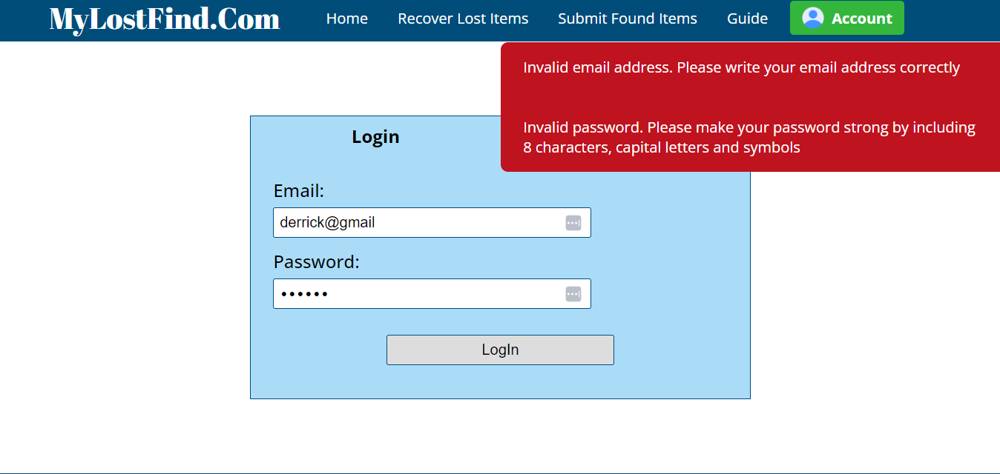 MyLostFind.Com
Home
Recover Lost Items
Submit Found Items
Guide
Account
Invalid email address. Please write your email address correctly
Invalid password. Please make your password strong by including
8 characters, capital letters and symbols
Login
Email:
derrick@gmail
Password:
••••••
LogIn